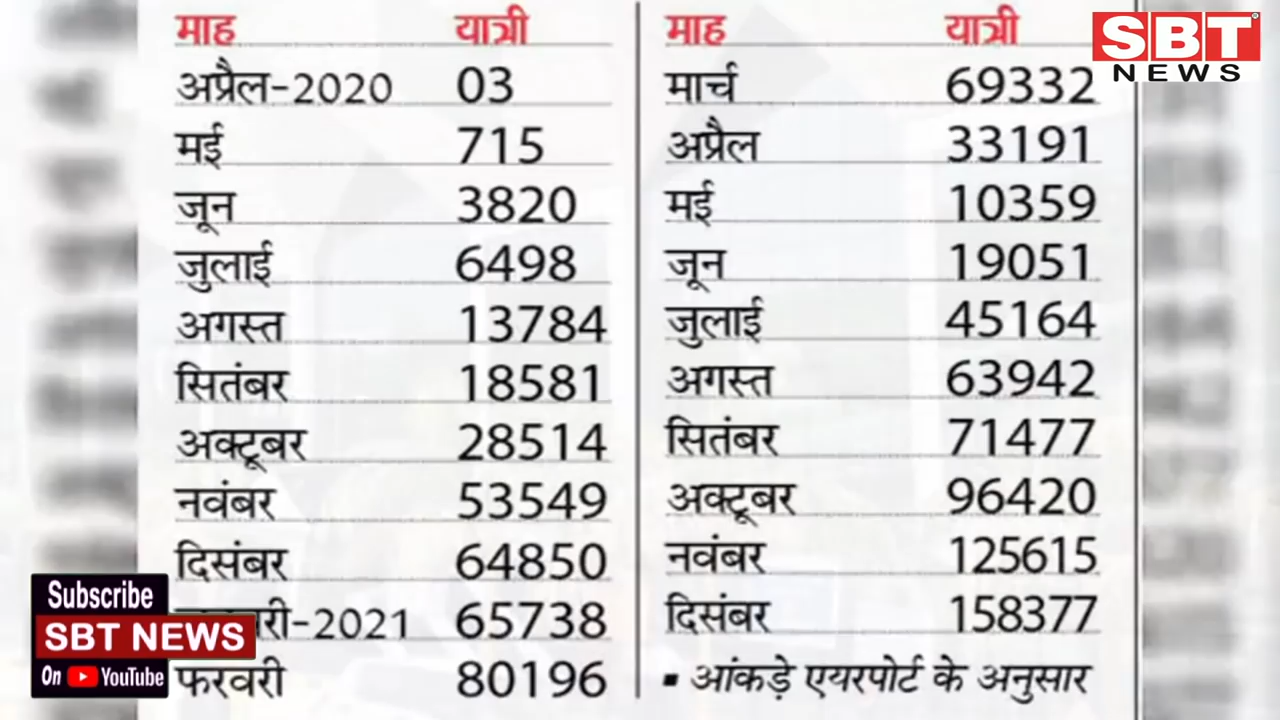 माह यात्री
अप्रैल-2020 03
मई 715
जून 3820
जुलाई 6498
अगस्त 13784
सितंबर 18581
अक्टूबर 28514
नवंबर 53549
दिसंबर 64850
-2021 65738
फरवरी 80196
माह यात्री
मार्च 69332
अप्रैल 33191
मई 10359
जून 19051
जुलाई 45164
अगस्त 63942
सितंबर 71477
अक्टूबर 96420
नवंबर 125615
दिसंबर 158377
▪ आंकड़े एयरपोर्ट के अनुसार
SBT
NEWS
Subscribe
SBT NEWS
On YouTube